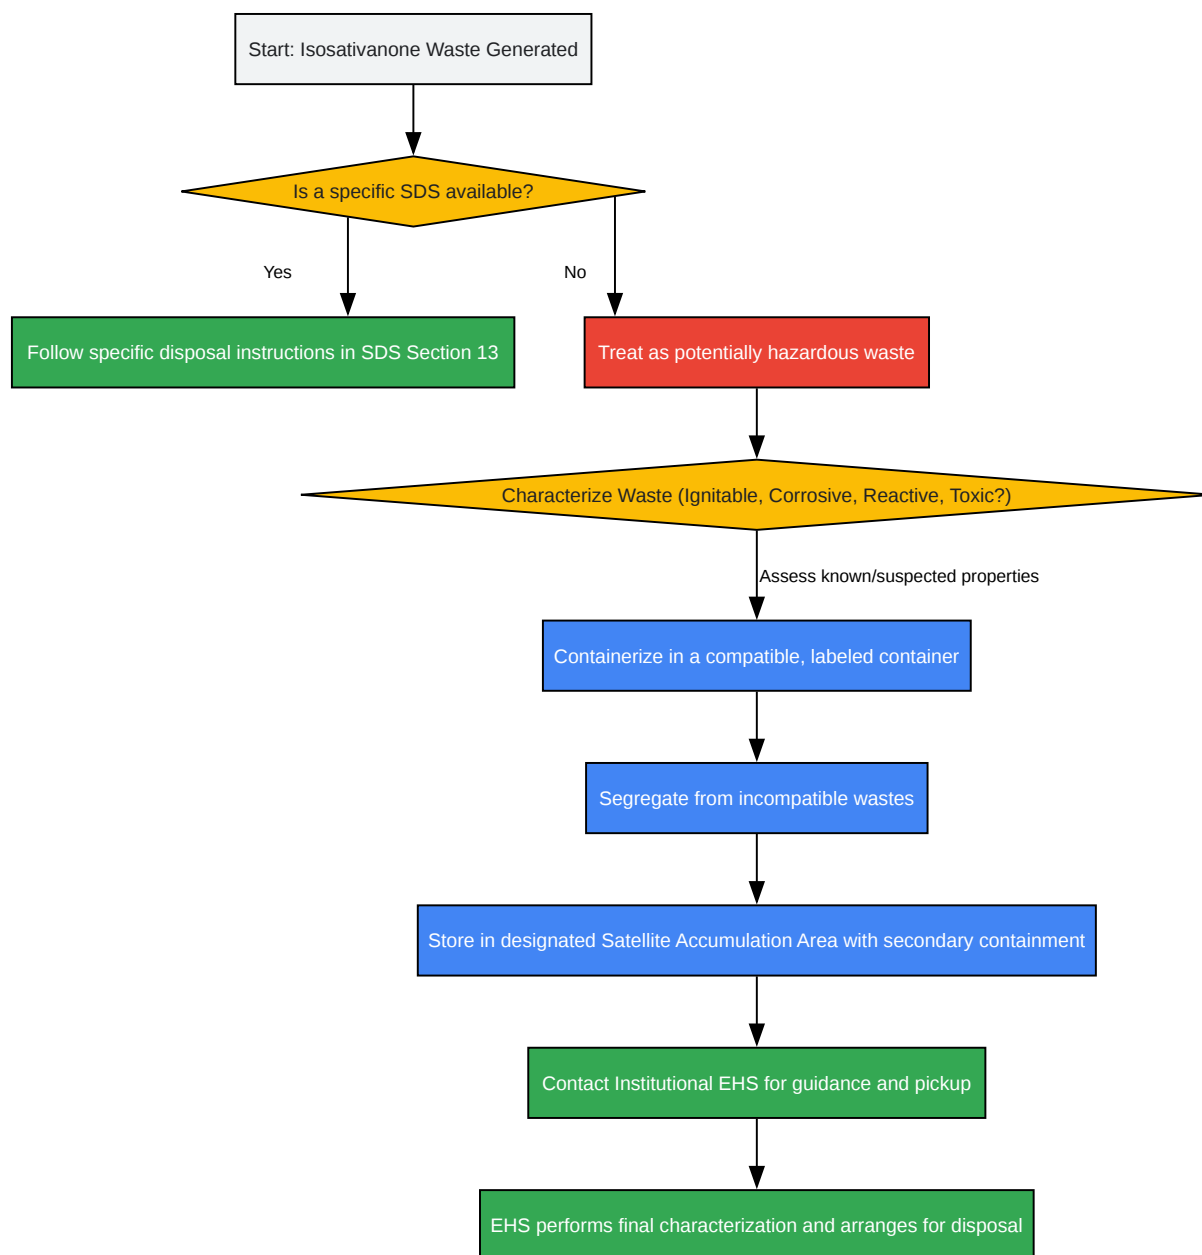 Start: Isosativanone Waste Generated
Is a specific SDS available?
Yes
No
Follow specific disposal instructions in SDS Section 13
Treat as potentially hazardous waste
Characterize Waste (Ignitable, Corrosive, Reactive, Toxic?)
Assess known/suspected properties
Containerize in a compatible, labeled container
Segregate from incompatible wastes
Store in designated Satellite Accumulation Area with secondary containment
Contact Institutional EHS for guidance and pickup
EHS performs final characterization and arranges for disposal